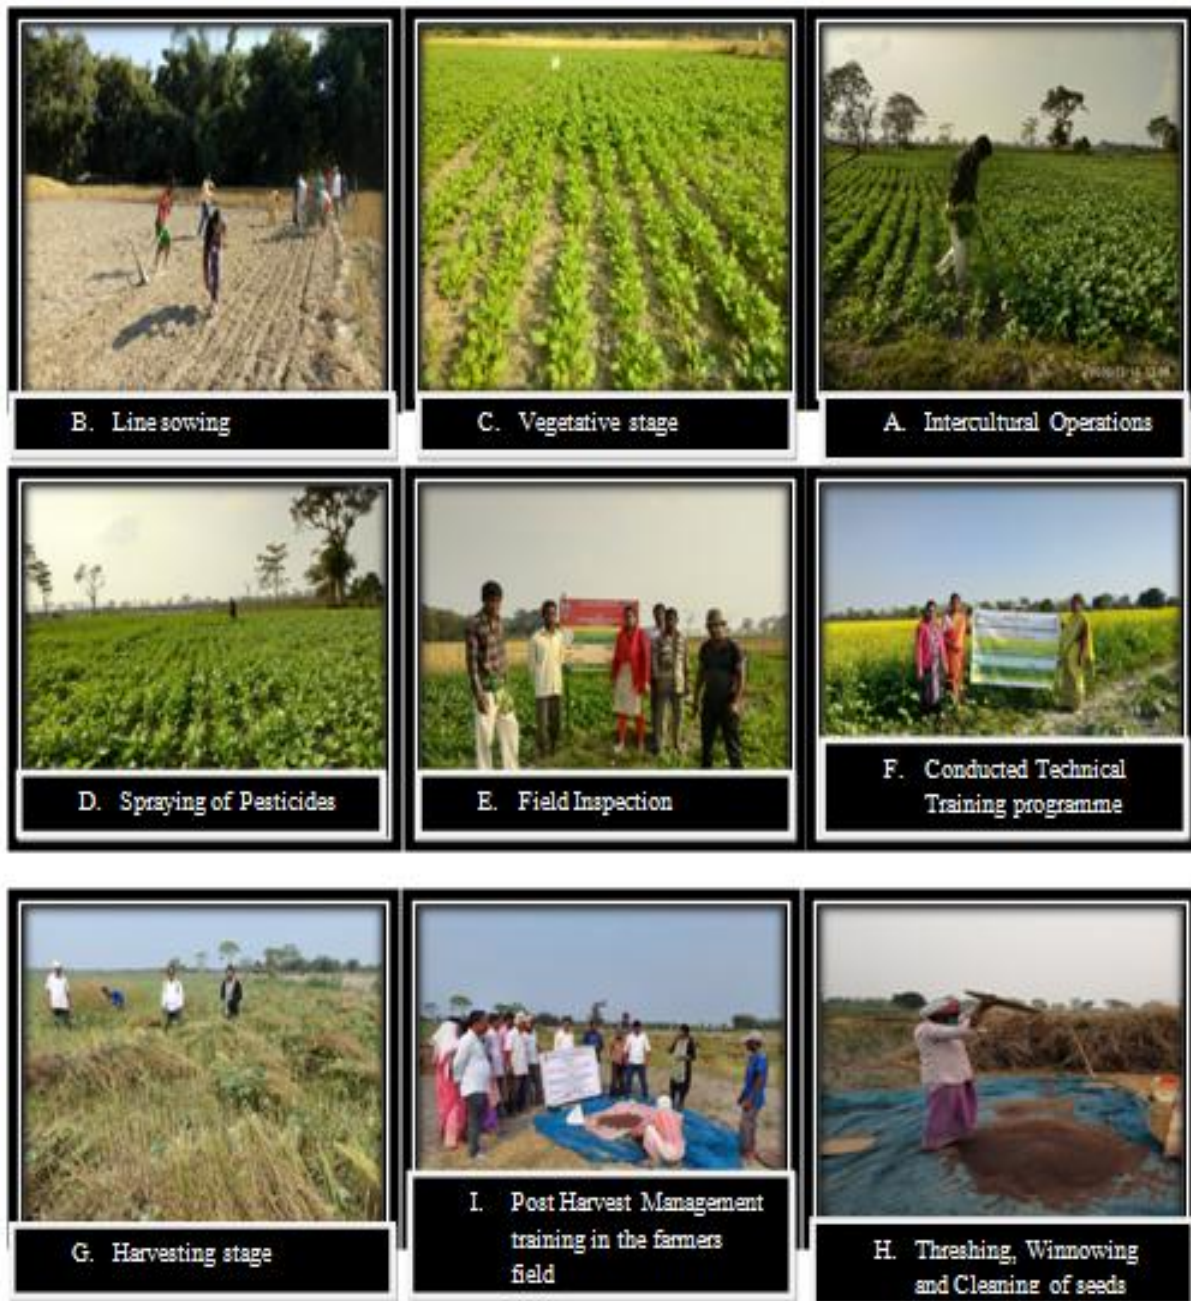 B. Line sowing
C. Vegetative stage
A. Intercultural Operations
D. Spraying of Pesticides
E. Field Inspection
F. Conducted Technical
Training programme
G. Harvesting stage
I. Post Harvest Management
training in the farmers
field
H. Threshing, Winnowing
and Cleaning of seeds